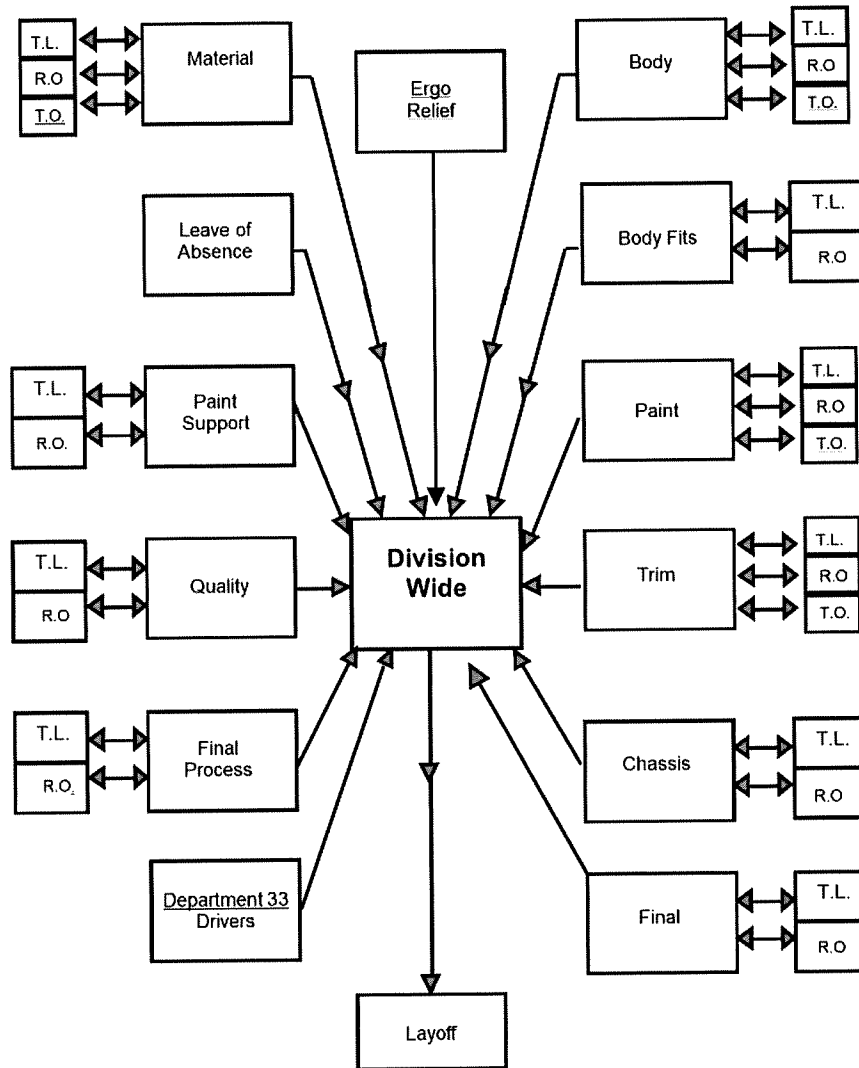 T.L.
R.O
T.O.
Material
Ergo
Relief
Body
T.L.
R.O
T.O.
Leave of
Absence
Body Fits
T.L.
R.O
T.L.
R.O.
Paint
Support
Paint
T.L.
R.O
T.O.
T.L.
R.O
Quality
Division
Wide
Trim
T.L.
R.O
T.O.
T.L.
R.O.
Final
Process
Chassis
T.L.
R.O
Department 33
Drivers
Final
T.L.
R.O
Layoff